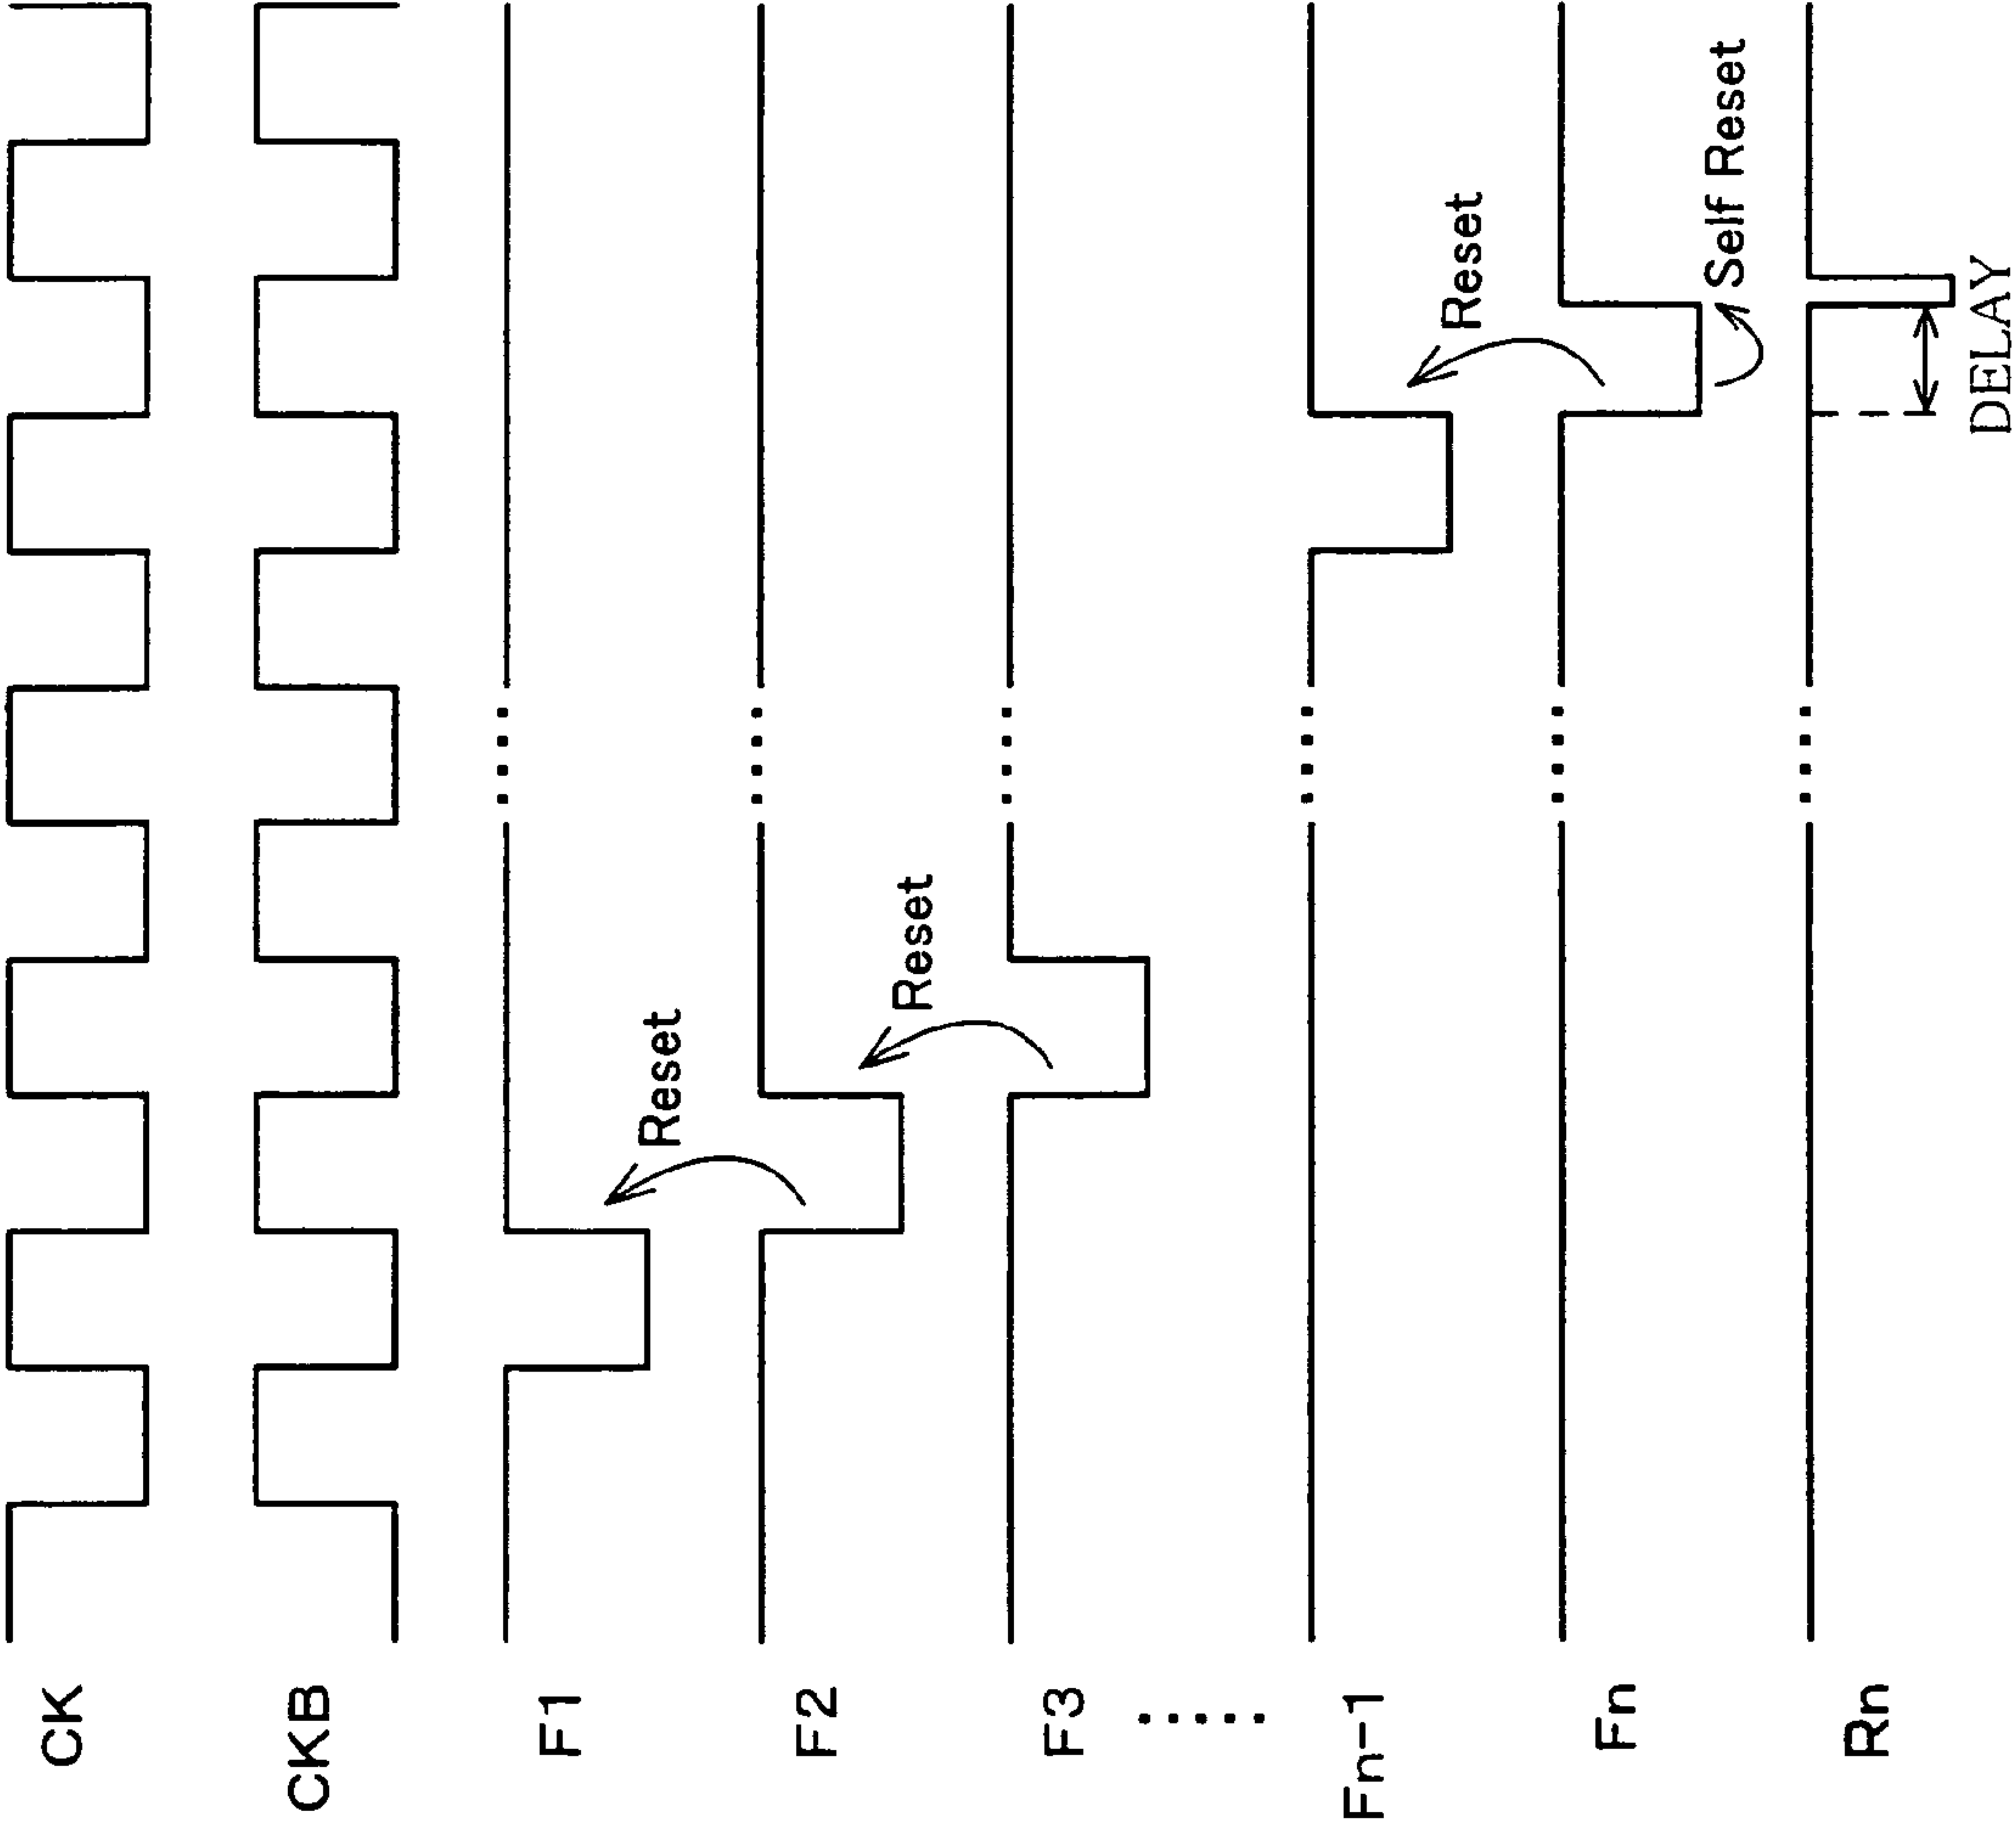 CK
CKB
F1
Reset
F2
Reset
F3
Fn-1
Reset
Fn
Self Reset
Rn
DELAY